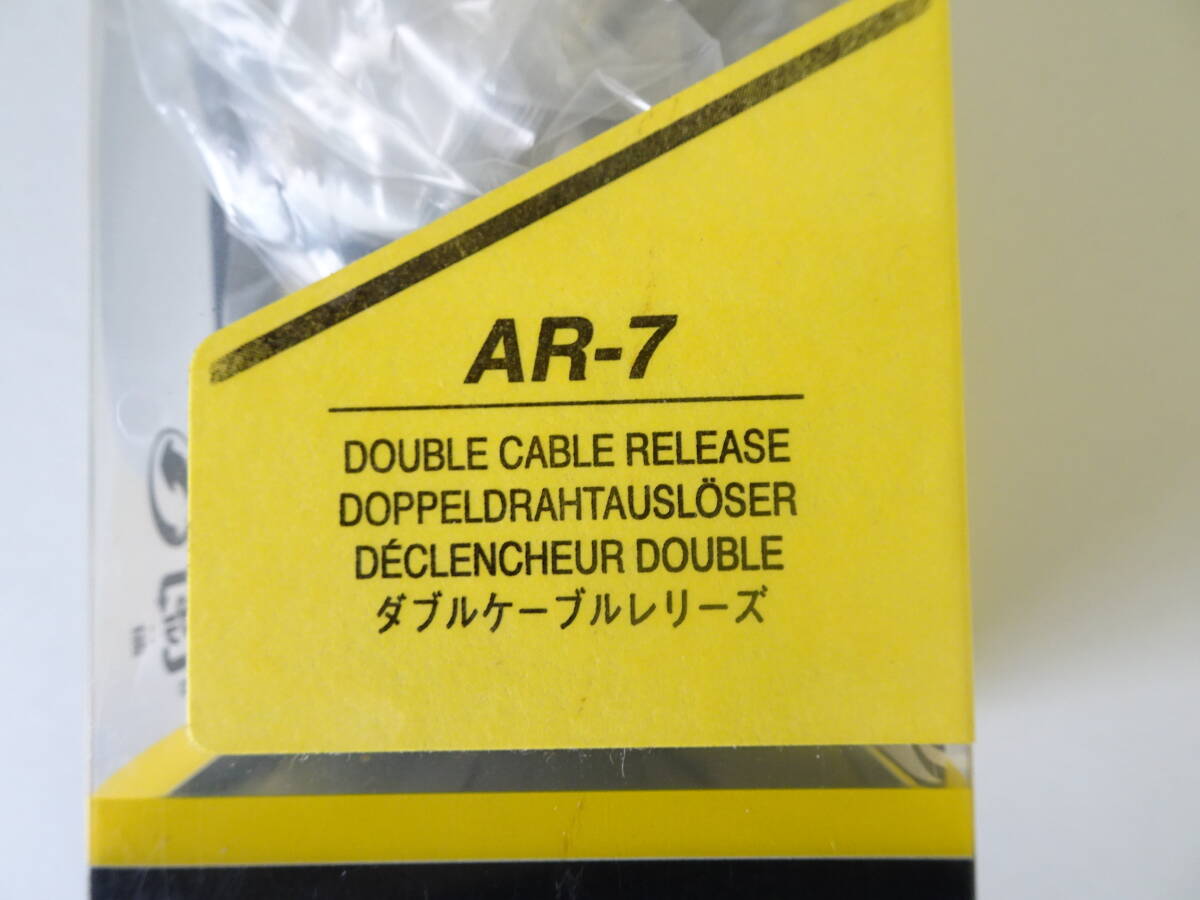 AR-7
DOUBLE CABLE RELEASE
DOPPELDRAHTAUSLÖSER
DÉCLENCHEUR DOUBLE
ダブルケーブルレリーズ